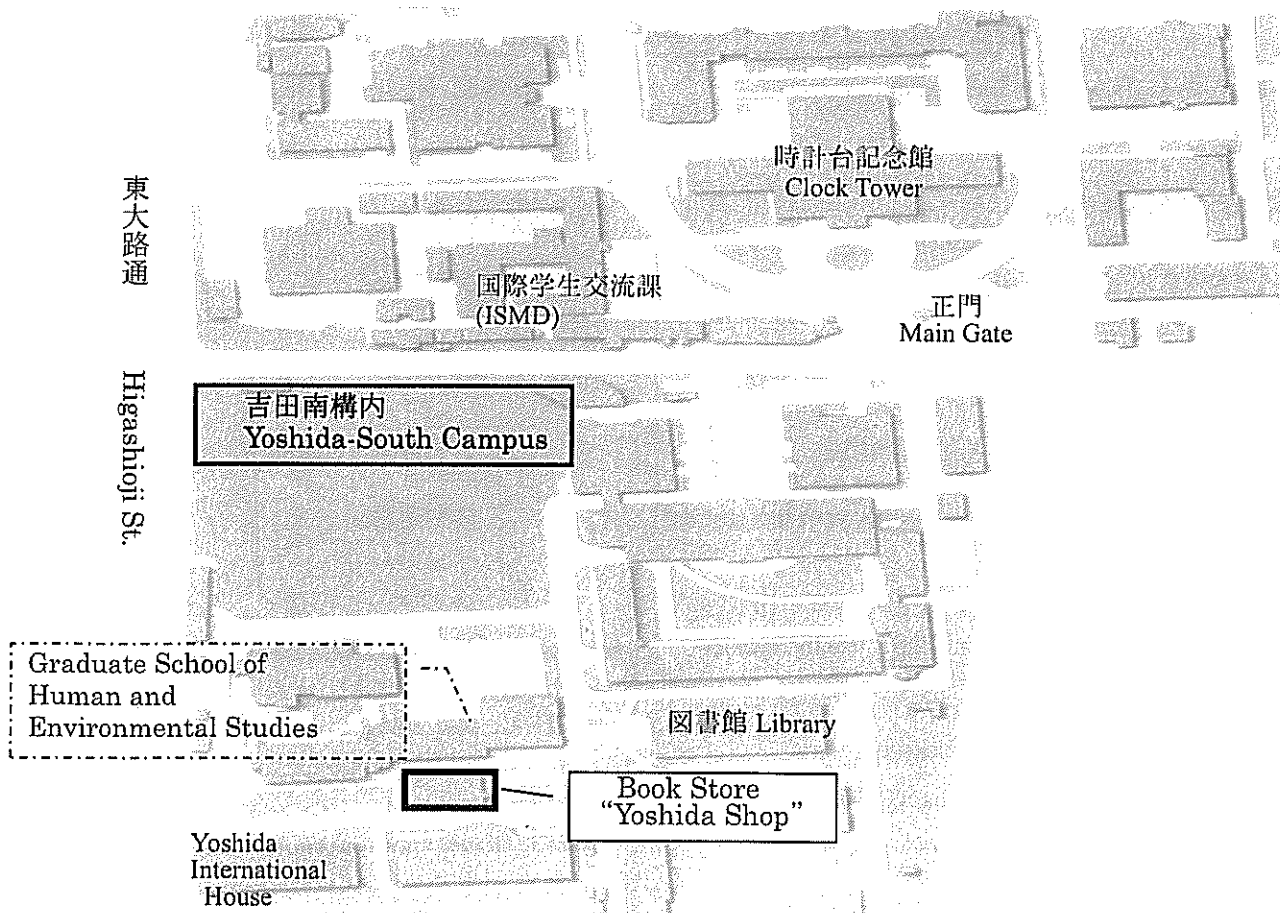 時計台記念館
Clock Tower
東大路通
国際学生交流課
(ISMD)
正門
Main Gate
Higashioji St.
吉田南構内
Yoshida-South Campus
Graduate School of
Human and
Environmental Studies
図書館 Library
Book Store
“Yoshida Shop”
Yoshida
International
House